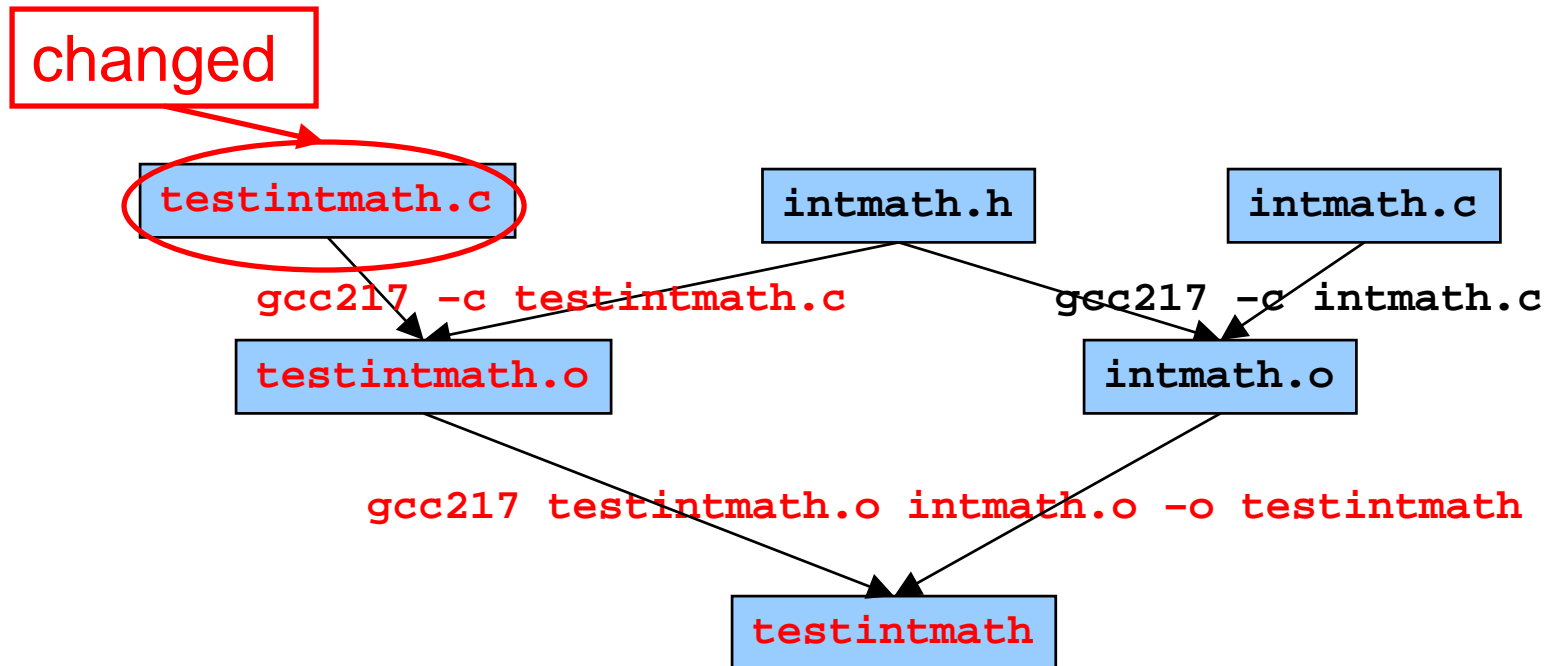 changed
testintmath.c
intmath.h
intmath.c
gcc217 –c testintmath.c
gcc217 –c intmath.c
testintmath.o
intmath.o
gcc217 testintmath.o intmath.o –o testintmath
testintmath